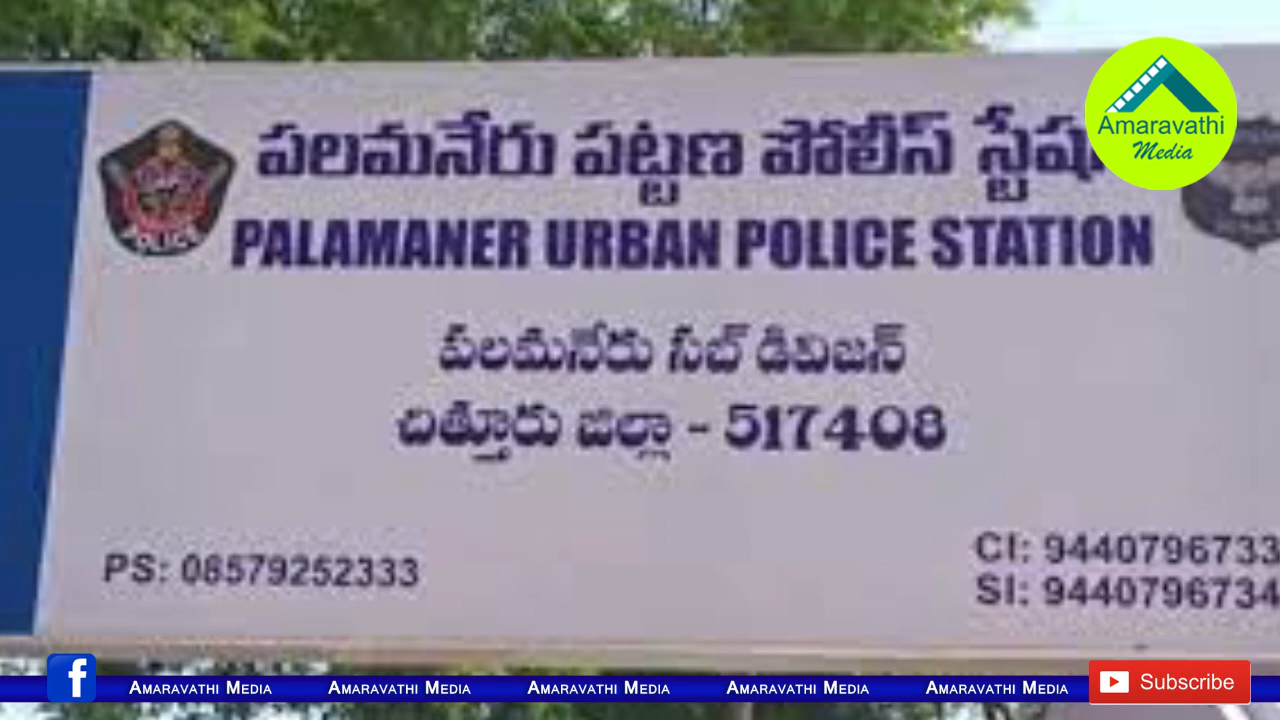 పలమనేరు పట్టణ పోలీస్
PALAMANER URBAN POLICE STATION
POLICE
పలమనేరు సబ్ డివిజన్
చిత్తూరు జిల్లా - 517408
PS: 08579252333
CI: 9440796733
SI: 9440796734
Amaravathi
Media
f
Amaravathi Media Amaravathi Media Amaravathi Media Amaravathi Media Amaravathi Media
Subscribe